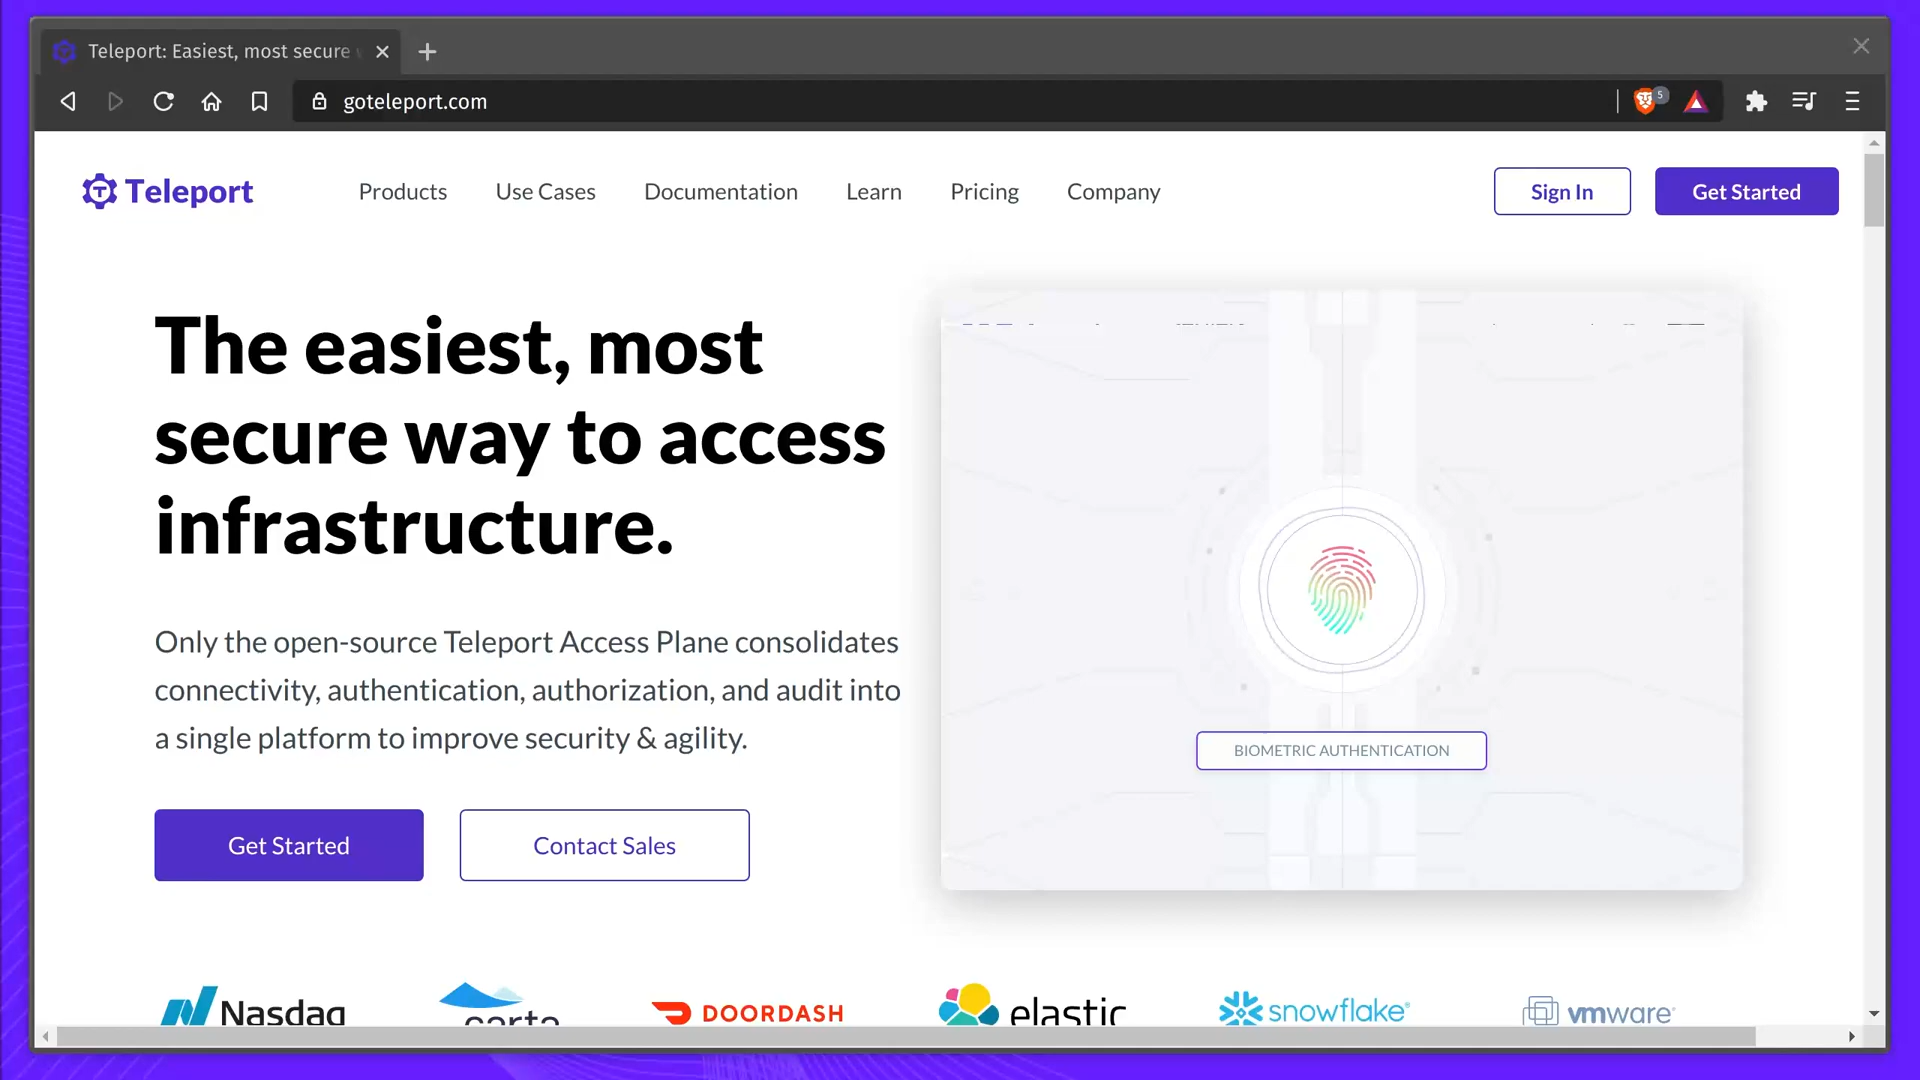 Teleport: Easiest, most secure
goteleport.com
5
Teleport
Products
Use Cases
Documentation
Learn
Pricing
Company
Sign In
Get Started
The easiest, most
secure way to access
infrastructure.
Only the open-source Teleport Access Plane consolidates
connectivity, authentication, authorization, and audit into
a single platform to improve security & agility.
Get Started
Contact Sales
BIOMETRIC AUTHENTICATION
Nasdaq
carta
DOORDASH
elastic
snowflake
vmware